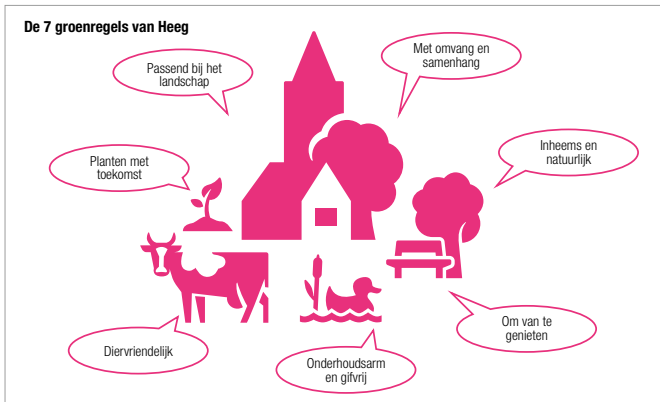 De 7 groenregels van Heeg
Passend bij het
landschap
Met omvang en
samenhang
Planten met
toekomst
Inheems en
natuurlijk
Diervriendelijk
Onderhoudsarm
en gifvrij
Om van te
genieten